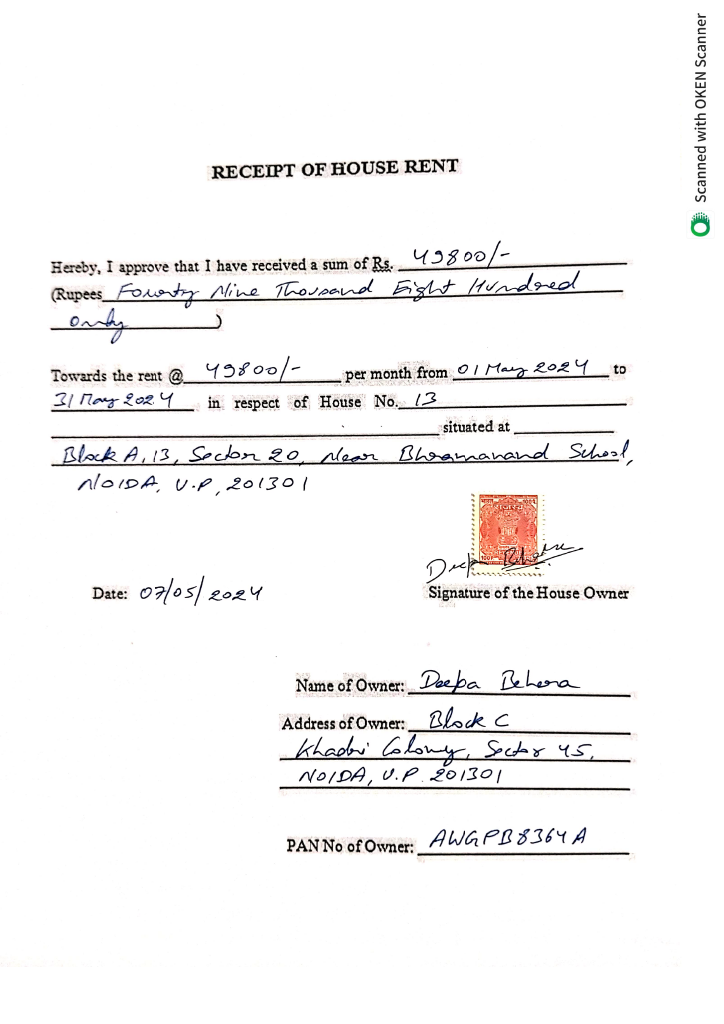 Scanned with OKEN Scanner
RECEIPT OF HOUSE RENT
Hereby, I approve that I have received a sum of Rs. 49800/-
(Rupees Fourty Nine Thousand Eight Hundred
only )
Towards the rent @ 49800/- per month from 01 May 2024 to
31 May 2024 in respect of House No. 13
situated at
Block A, 13, Sector 20, Near Bhramanand School,
NOIDA, U.P, 201301
Date: 07/05/2024
Signature of the House Owner
Name of Owner: Deepa Behera
Address of Owner: Block C
Khadri Colony, Sector 45,
NOIDA, U.P. 201301
PAN No of Owner: AWGPB8364A